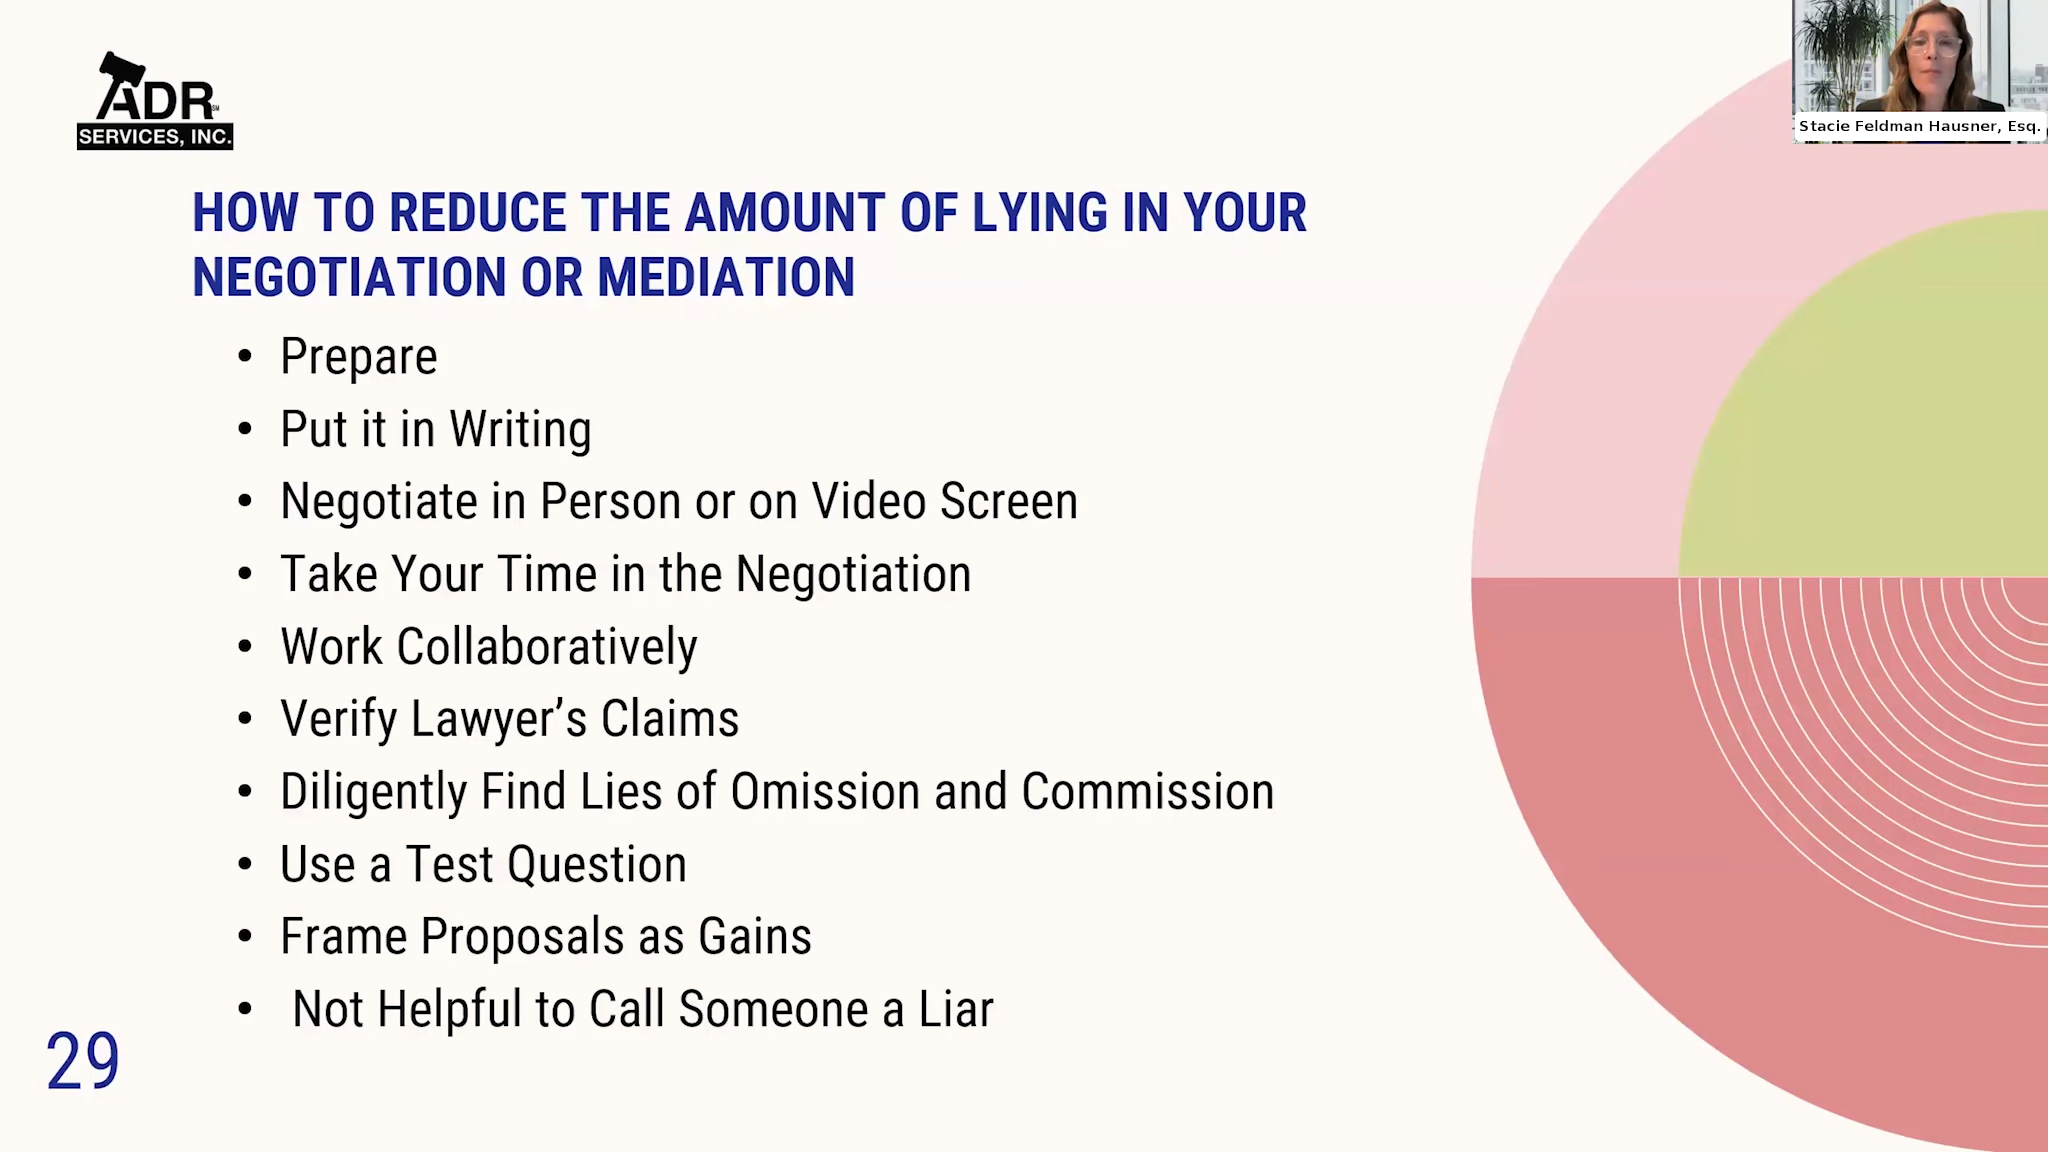 ADR SM
SERVICES, INC.
Stacie Feldman Hausner, Esq.
HOW TO REDUCE THE AMOUNT OF LYING IN YOUR
NEGOTIATION OR MEDIATION
• Prepare
• Put it in Writing
• Negotiate in Person or on Video Screen
• Take Your Time in the Negotiation
• Work Collaboratively
• Verify Lawyer’s Claims
• Diligently Find Lies of Omission and Commission
• Use a Test Question
• Frame Proposals as Gains
• Not Helpful to Call Someone a Liar
29